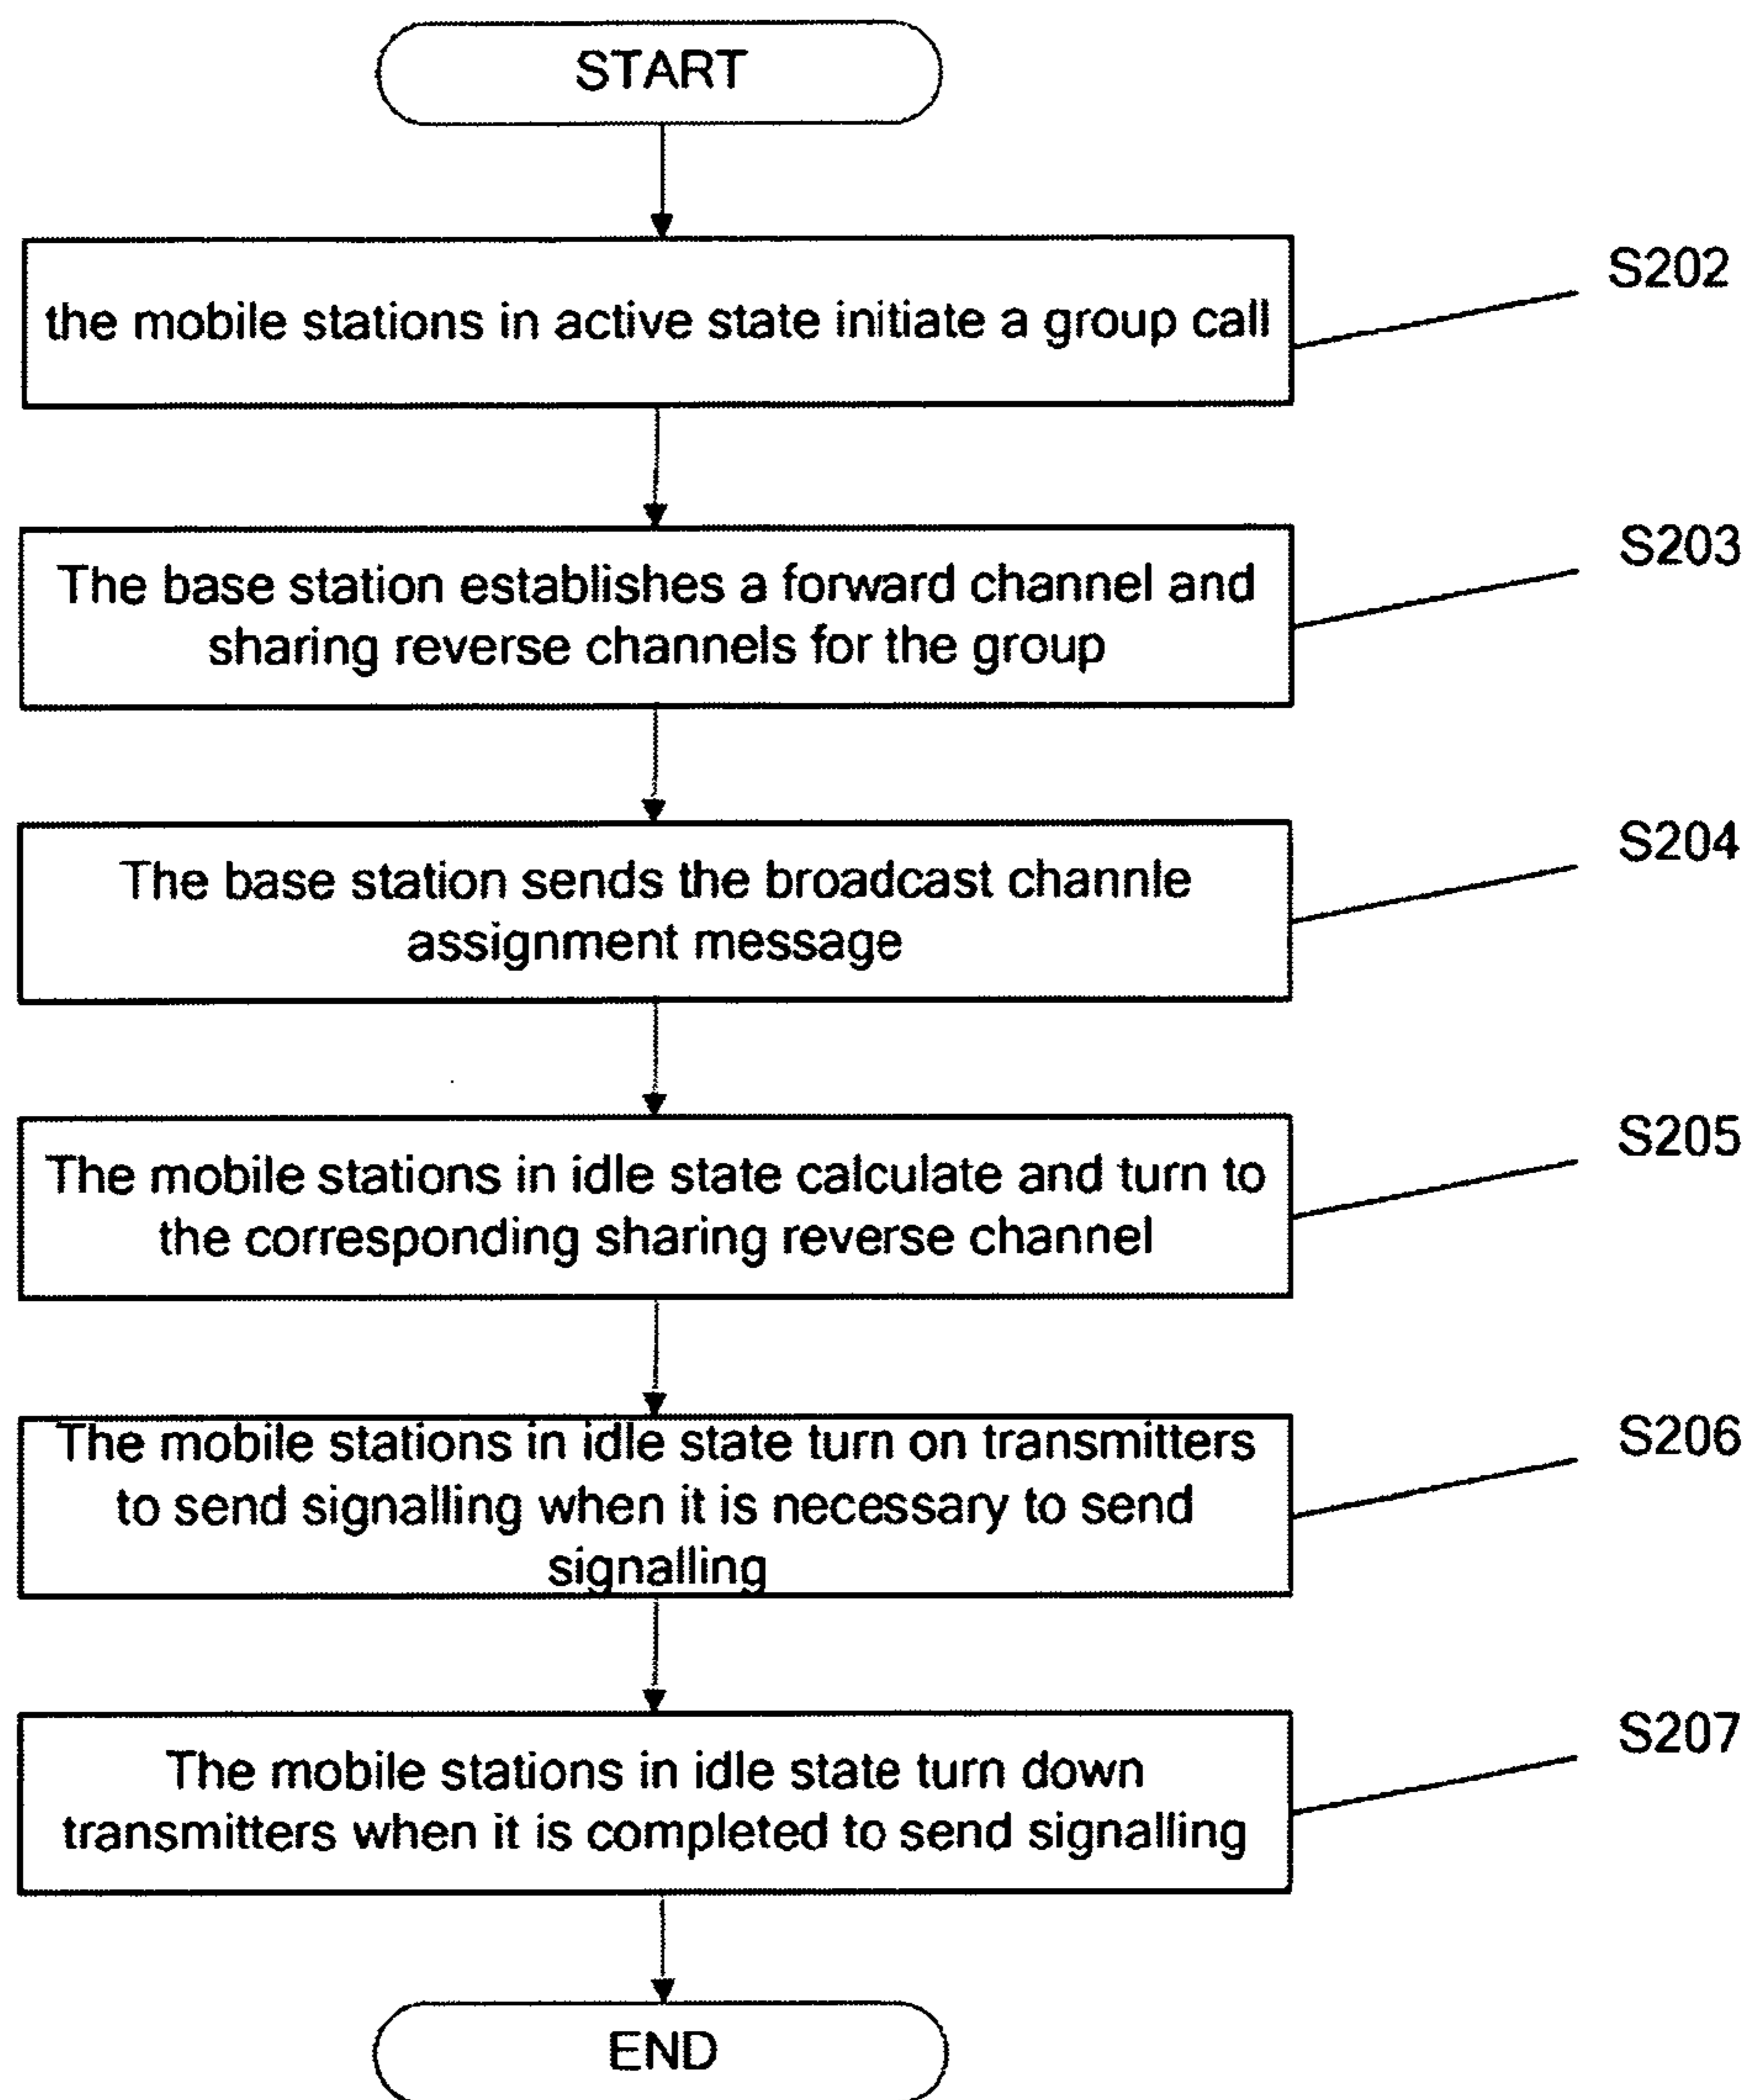 START
the mobile stations in active state initiate a group call
S202
The base station establishes a forward channel and
sharing reverse channels for the group
S203
The base station sends the broadcast channle
assignment message
S204
The mobile stations in idle state calculate and turn to
the corresponding sharing reverse channel
S205
The mobile stations in idle state turn on transmitters
to send signalling when it is necessary to send
signalling
S206
The mobile stations in idle state turn down
transmitters when it is completed to send signalling
S207
END